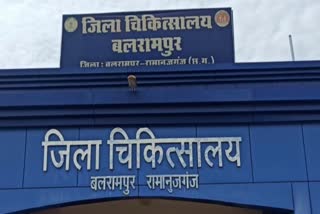 जिला चिकित्सालय
बलरामपुर
जिला : बलरामपुर-रामानुजगंज (छ.ग.)
जिला चिकित्सालय
बलरामपुर रामानुजगंज